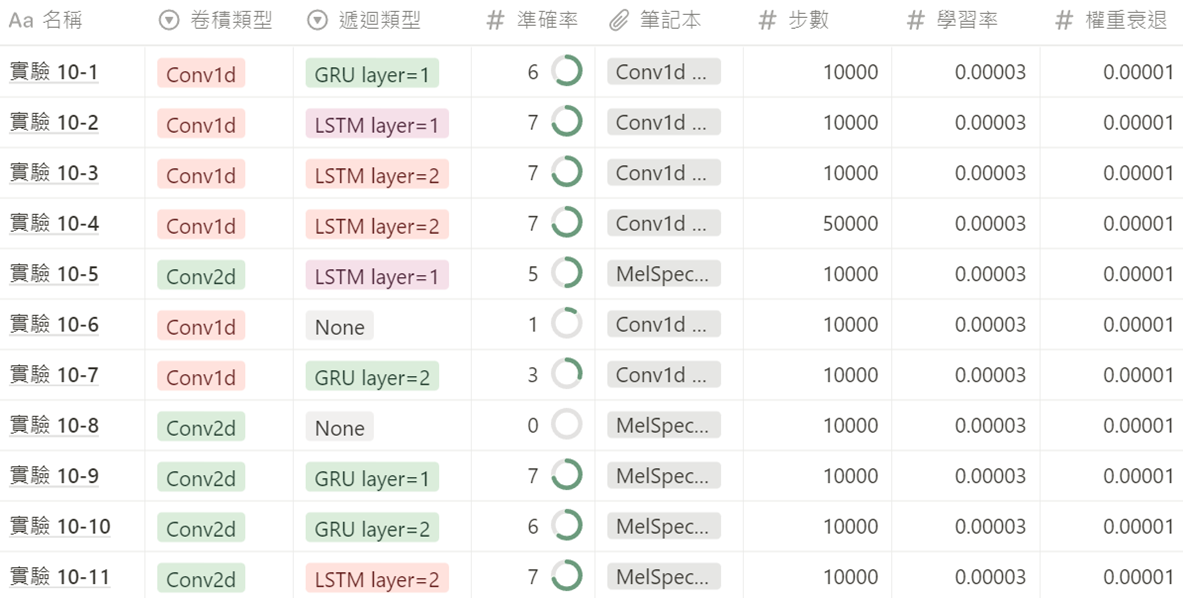 Aa 名稱 卷積類型 遞迴類型 # 準確率 筆記本 # 步數 # 學習率 # 權重衰退
實驗 10-1 Conv1d GRU layer=1 6 Conv1d ... 10000 0.00003 0.00001
實驗 10-2 Conv1d LSTM layer=1 7 Conv1d ... 10000 0.00003 0.00001
實驗 10-3 Conv1d LSTM layer=2 7 Conv1d ... 10000 0.00003 0.00001
實驗 10-4 Conv1d LSTM layer=2 7 Conv1d ... 50000 0.00003 0.00001
實驗 10-5 Conv2d LSTM layer=1 5 MelSpec... 10000 0.00003 0.00001
實驗 10-6 Conv1d None 1 Conv1d ... 10000 0.00003 0.00001
實驗 10-7 Conv1d GRU layer=2 3 Conv1d ... 10000 0.00003 0.00001
實驗 10-8 Conv2d None 0 MelSpec... 10000 0.00003 0.00001
實驗 10-9 Conv2d GRU layer=1 7 MelSpec... 10000 0.00003 0.00001
實驗 10-10 Conv2d GRU layer=2 6 MelSpec... 10000 0.00003 0.00001
實驗 10-11 Conv2d LSTM layer=2 7 MelSpec... 10000 0.00003 0.00001